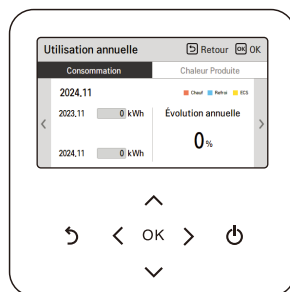 Utilisation annuelle Retour OK OK
Consommation Chaleur Produite
2024.11 Chauf Refroi ECS
2023.11 0 kWh Évolution annuelle
0%
2024.11 0 kWh
OK